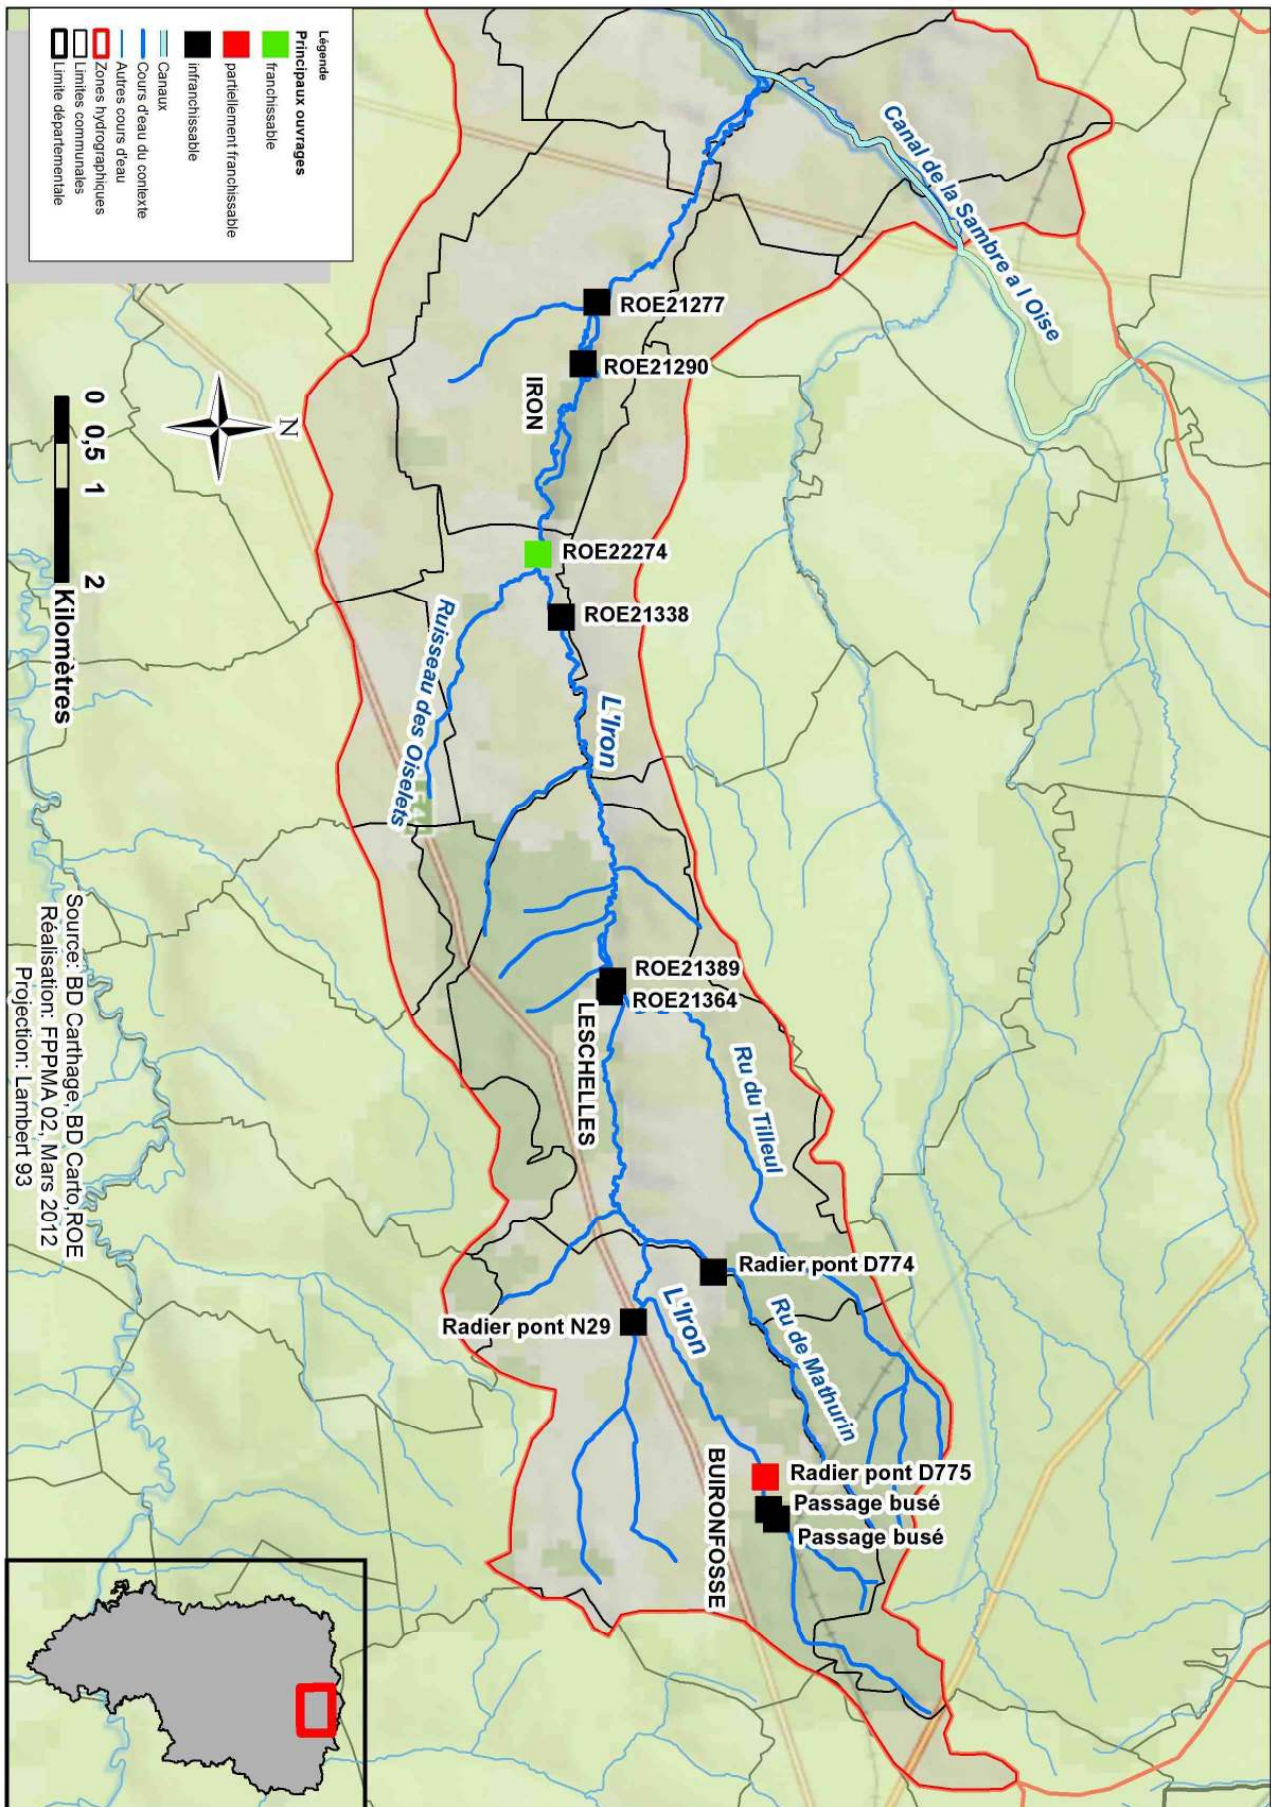 Légende
Principaux ouvrages
franchissable
partiellement franchissable
infranchissable
Canaux
Cours d'eau du contexte
Autres cours d'eau
Zones hydrographiques
Limites communales
Limite départementale
Canal de la Sambre a l Oise
ROE21277
ROE21290
IRON
ROE22274
ROE21338
L'Iron
Ruisseau des Oiselets
ROE21389
ROE21364
LESCHELLES
Ru du Tilleul
Radier pont D774
Radier pont N29
L'Iron
Ru de Mathurin
Radier pont D775
Passage busé
Passage busé
BUIRONFOSSE
N
0 0,5 1 2
Kilomètres
Source: BD Carthage, BD Carto,ROE
Réalisation: FPPMA 02, Mars 2012
Projection: Lambert 93